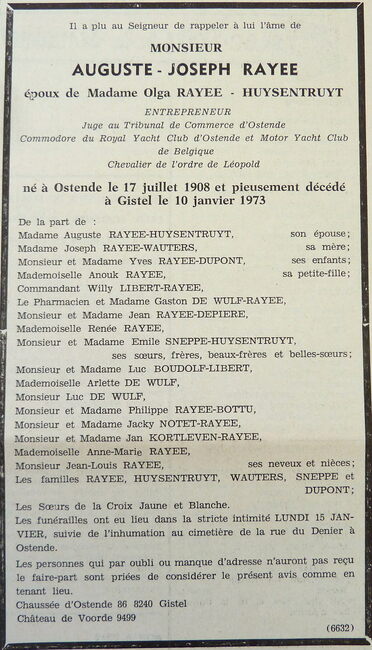 Il a plu au Seigneur de rappeler à lui l'âme de
MONSIEUR
AUGUSTE - JOSEPH RAYEE
époux de Madame Olga RAYEE - HUYSENTRUYT
ENTREPRENEUR
Juge au Tribunal de Commerce d'Ostende
Commodore du Royal Yacht Club d'Ostende et Motor Yacht Club
de Belgique
Chevalier de l'ordre de Léopold
né à Ostende le 17 juillet 1908 et pieusement décédé
à Gistel le 10 janvier 1973
De la part de :
Madame Auguste RAYEE-HUYSENTRUYT, son épouse;
Madame Joseph RAYEE-WAUTERS, sa mère;
Monsieur et Madame Yves RAYEE-DUPONT, ses enfants;
Mademoiselle Anouk RAYEE, sa petite-fille;
Commandant Willy LIBERT-RAYEE,
Le Pharmacien et Madame Gaston DE WULF-RAYEE,
Monsieur et Madame Jean RAYEE-DEPIERE,
Mademoiselle Renée RAYEE,
Monsieur et Madame Emile SNEPPE-HUYSENTRUYT,
ses sœurs, frères, beaux-frères et belles-sœurs;
Monsieur et Madame Luc BOUDOLF-LIBERT,
Mademoiselle Arlette DE WULF,
Monsieur Luc DE WULF,
Monsieur et Madame Philippe RAYEE-BOTTU,
Monsieur et Madame Jacky NOTET-RAYEE,
Monsieur et Madame Jan KORTLEVEN-RAYEE,
Mademoiselle Anne-Marie RAYEE,
Monsieur Jean-Louis RAYEE, ses neveux et nièces;
Les familles RAYEE, HUYSENTRUYT, WAUTERS, SNEPPE et
DUPONT;
Les Sœurs de la Croix Jaune et Blanche.
Les funérailles ont eu lieu dans la stricte intimité LUNDI 15 JAN-
VIER, suivie de l'inhumation au cimetière de la rue du Denier à
Ostende.
Les personnes qui par oubli ou manque d'adresse n'auront pas reçu
le faire-part sont priées de considérer le présent avis comme en
tenant lieu.
Chaussée d'Ostende 86 8240 Gistel
Château de Voorde 9499
(6632)